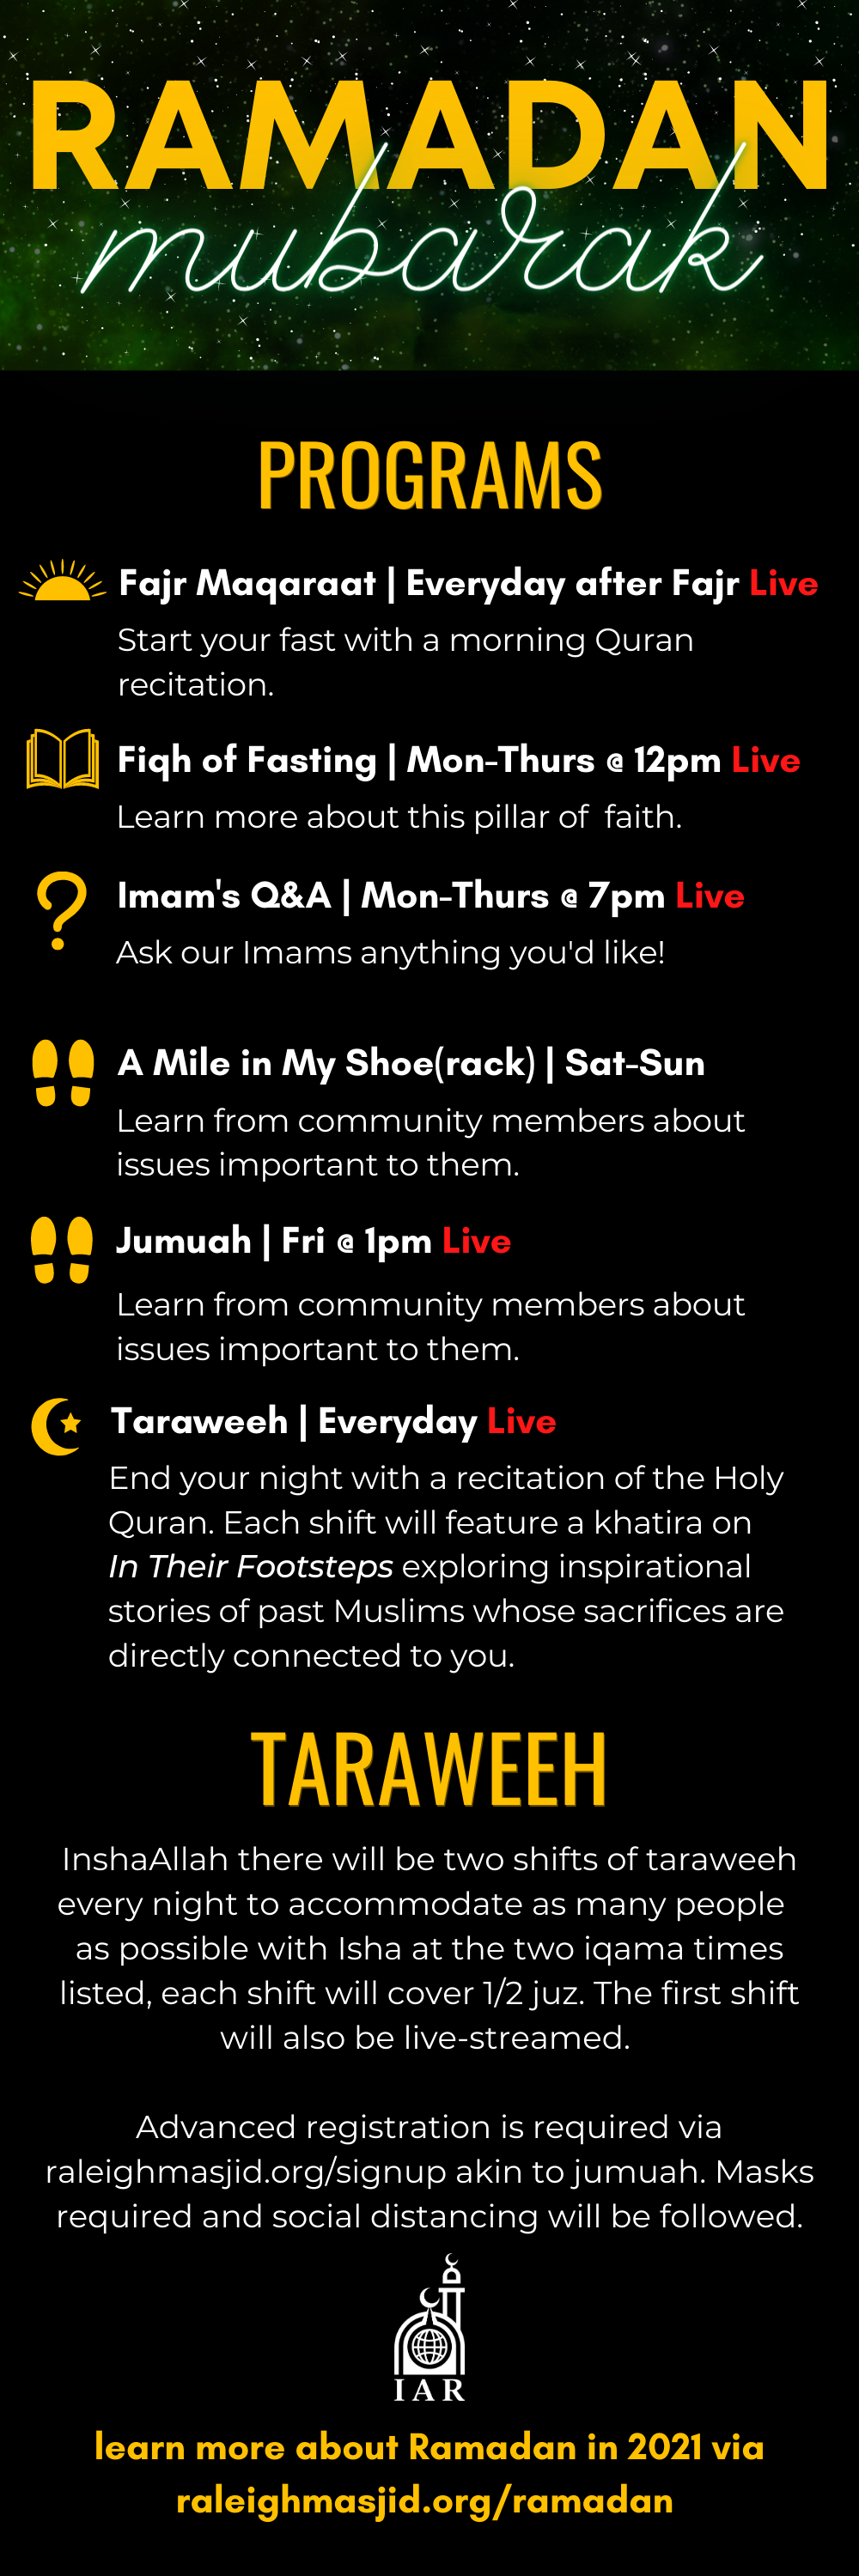 RAMADAN
mubarak
PROGRAMS
Fajr Maqaraat | Everyday after Fajr Live
Start your fast with a morning Quran
recitation.
Fiqh of Fasting | Mon-Thurs @ 12pm Live
Learn more about this pillar of faith.
Imam's Q&A | Mon-Thurs @ 7pm Live
Ask our Imams anything you'd like!
A Mile in My Shoe(rack) | Sat-Sun
Learn from community members about
issues important to them.
Jumuah | Fri @ 1pm Live
Learn from community members about
issues important to them.
Taraweeh | Everyday Live
End your night with a recitation of the Holy
Quran. Each shift will feature a khatira on
In Their Footsteps exploring inspirational
stories of past Muslims whose sacrifices are
directly connected to you.
TARAWEEH
InshaAllah there will be two shifts of taraweeh
every night to accommodate as many people
as possible with Isha at the two iqama times
listed, each shift will cover 1/2 juz. The first shift
will also be live-streamed.
Advanced registration is required via
raleighmasjid.org/signup akin to jumuah. Masks
required and social distancing will be followed.
IAR
learn more about Ramadan in 2021 via
raleighmasjid.org/ramadan